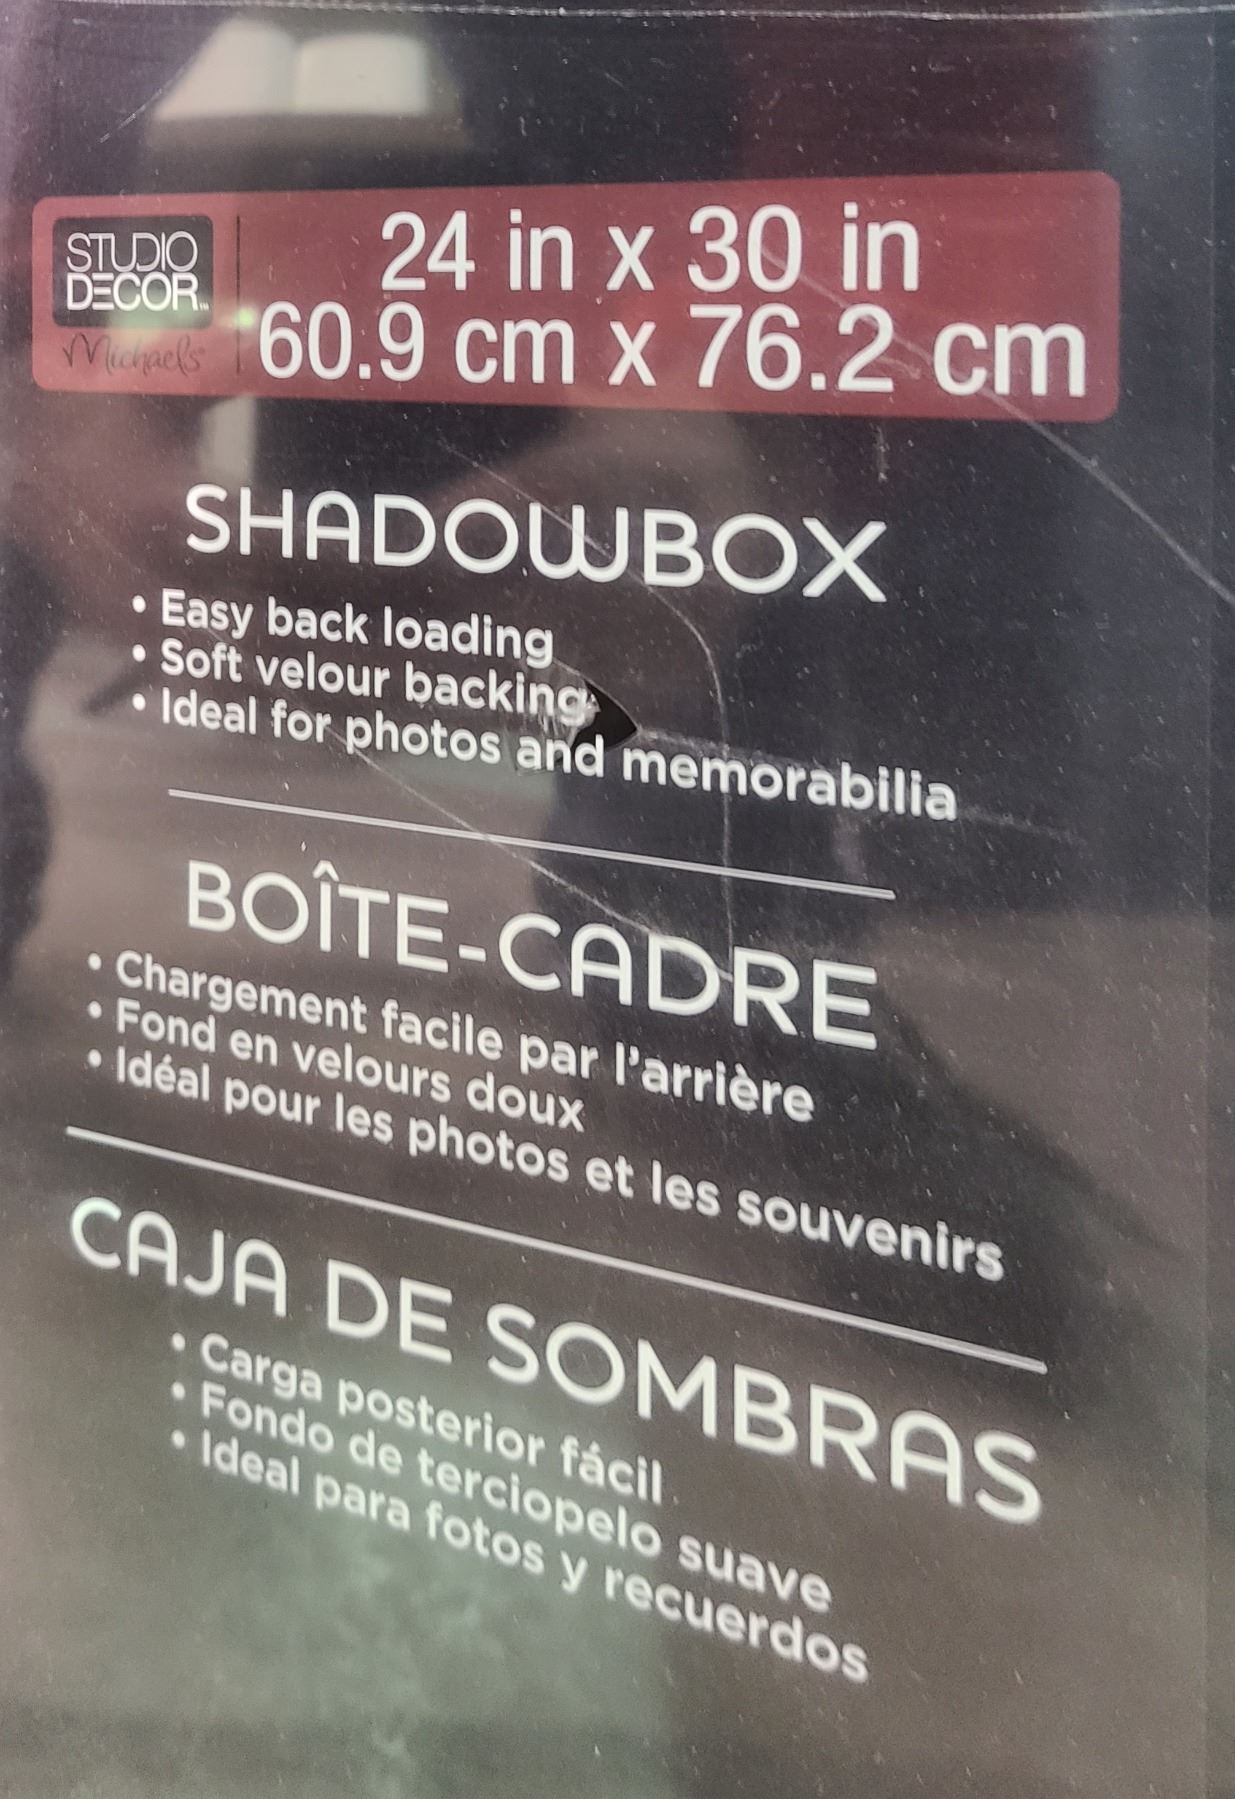 STUDIO
DECOR
Michaels
24 in x 30 in
60.9 cm x 76.2 cm
SHADOWBOX
• Easy back loading
• Soft velour backing
• Ideal for photos and memorabilia
BOÎTE-CADRE
• Chargement facile par l'arrière
• Fond en velours doux
• Idéal pour les photos et les souvenirs
CAJA DE SOMBRAS
• Carga posterior fácil
• Fondo de terciopelo suave
• Ideal para fotos y recuerdos